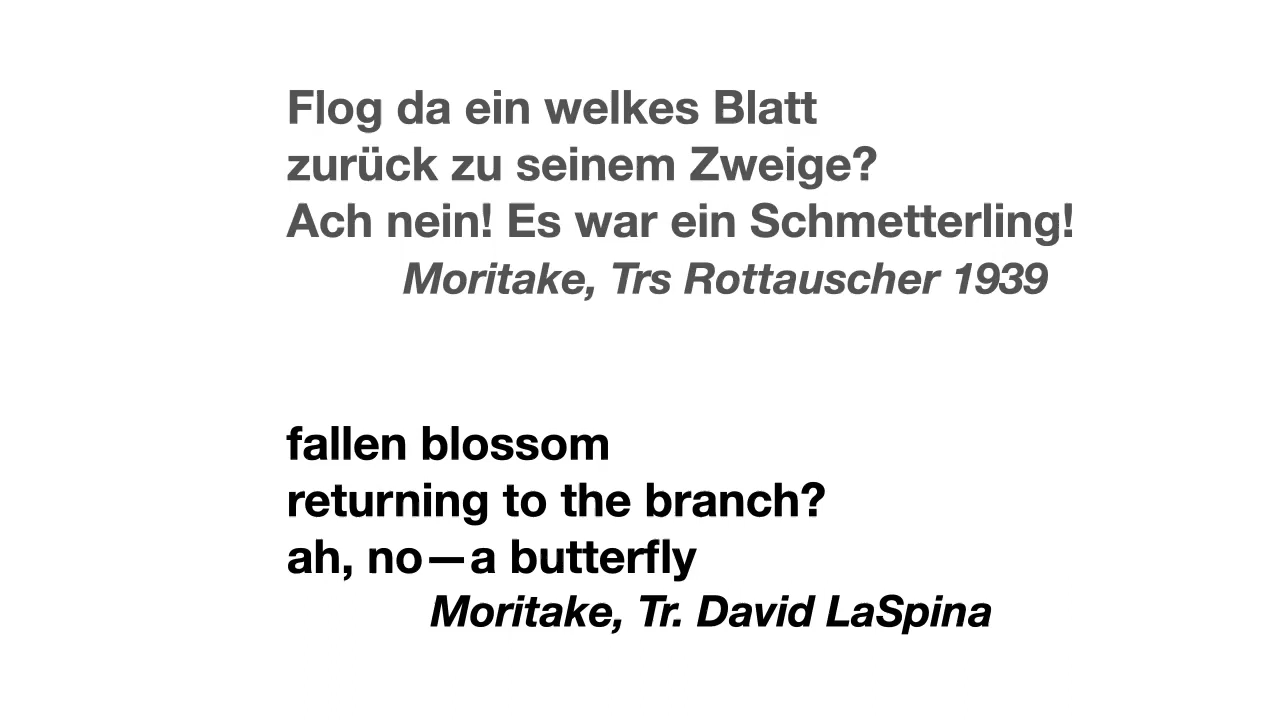 Flog da ein welkes Blatt
zurück zu seinem Zweige?
Ach nein! Es war ein Schmetterling!
Moritake, Trs Rottauscher 1939
fallen blossom
returning to the branch?
ah, no—a butterfly
Moritake, Tr. David LaSpina